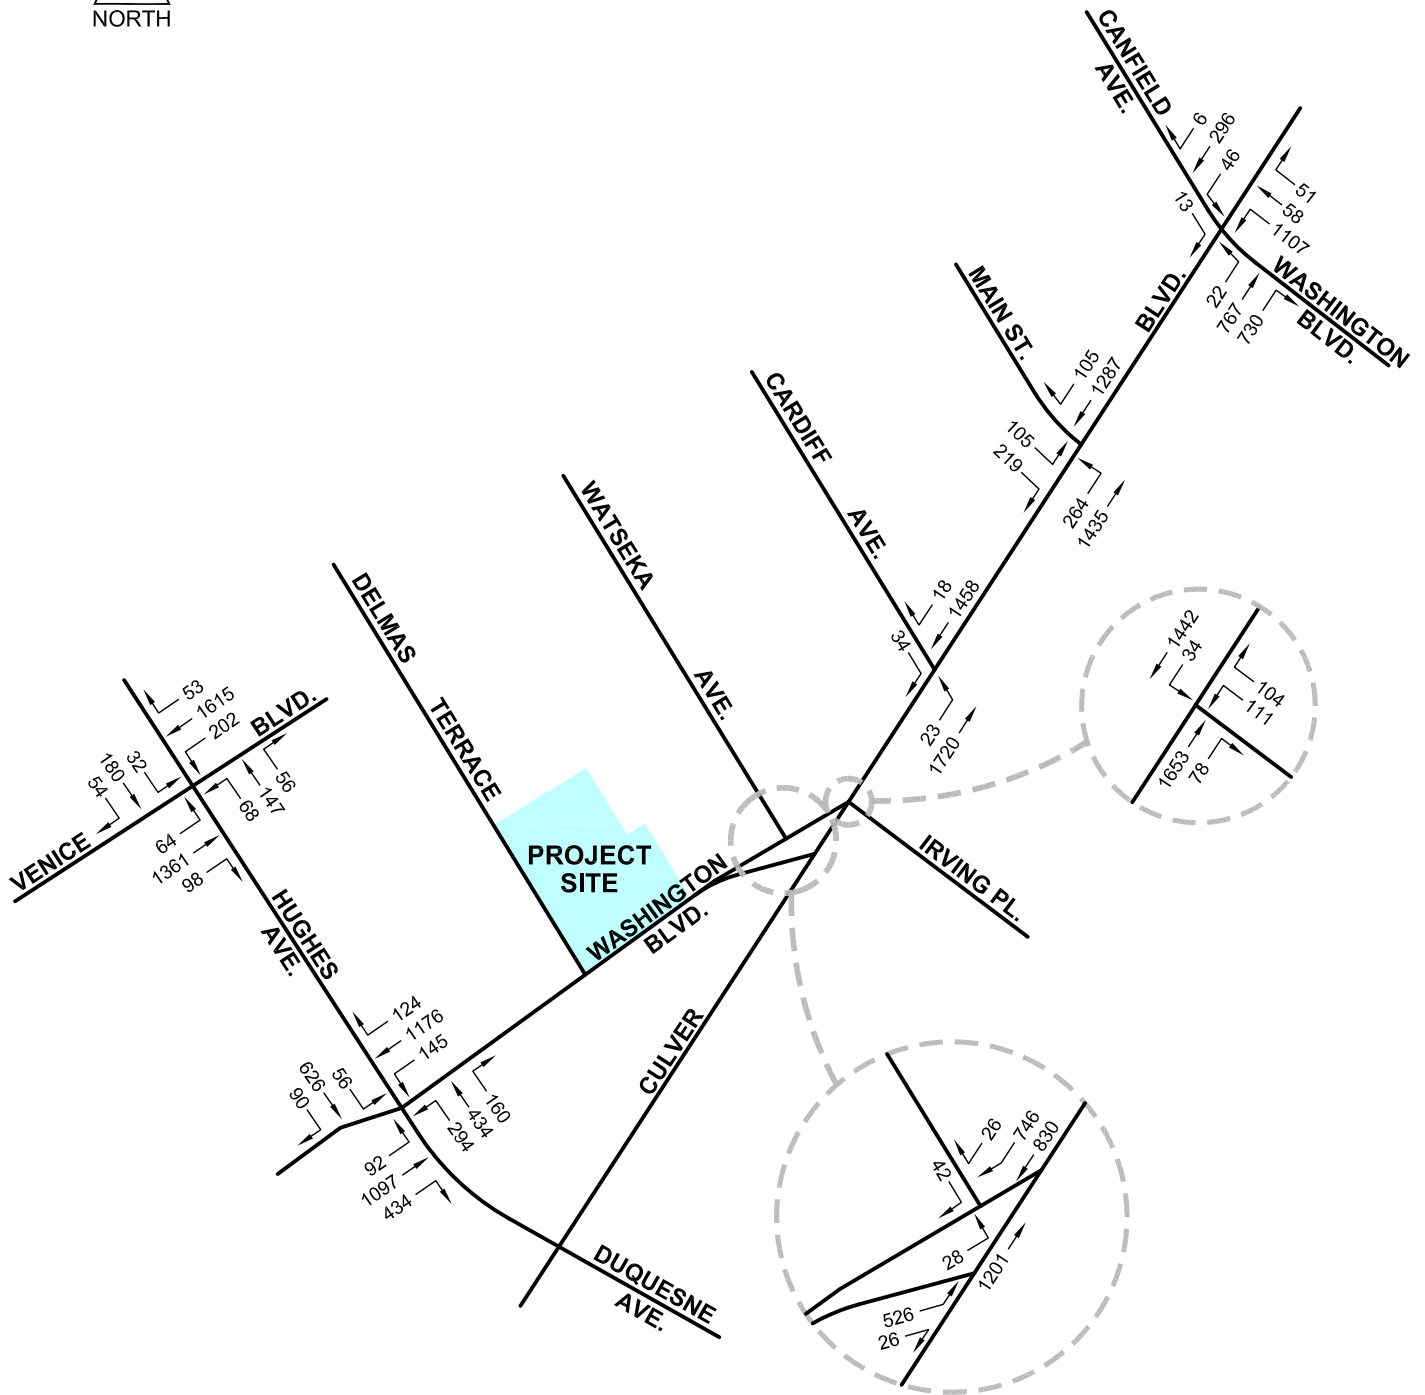 NORTH
CANFIELD
AVE.
6
296
46
13
51
58
1107
22
767
730
WASHINGTON
BLVD.
BLVD.
MAIN ST.
105
1287
105
219
264
1435
CARDIFF
AVE.
18
1458
34
23
1720
WATSEKA
AVE.
DELMAS
TERRACE
1442
34
104
111
1653
78
53
1615
202
BLVD.
32
180
54
56
147
68
64
1361
98
VENICE
HUGHES
AVE.
PROJECT
SITE
WASHINGTON
BLVD.
IRVING PL.
CULVER
124
1176
145
56
626
90
160
434
294
92
1097
434
DUQUESNE
AVE.
26
746
830
42
28
1201
526
26